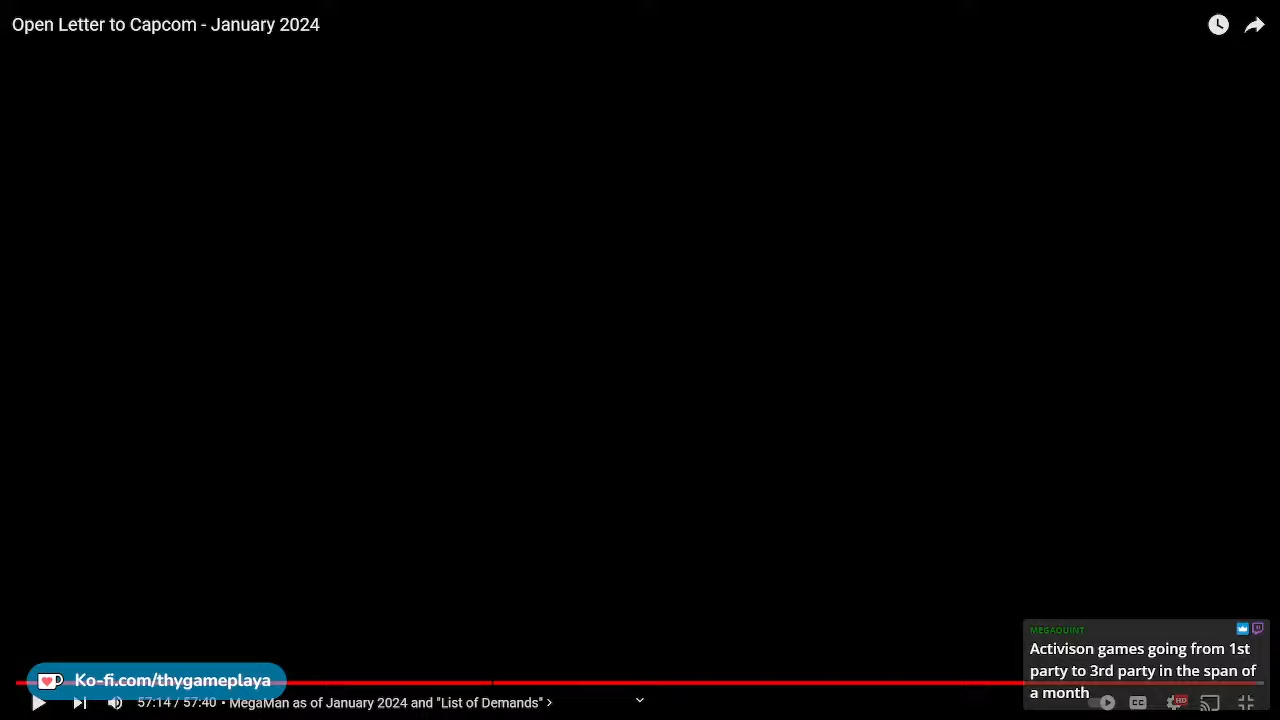 Open Letter to Capcom - January 2024
MEGAQUINT
Activison games going from 1st
party to 3rd party in the span of
a month
Ko-fi.com/thygameplaya
57:14 / 57:40 • MegaMan as of January 2024 and "List of Demands" >
CC
HD